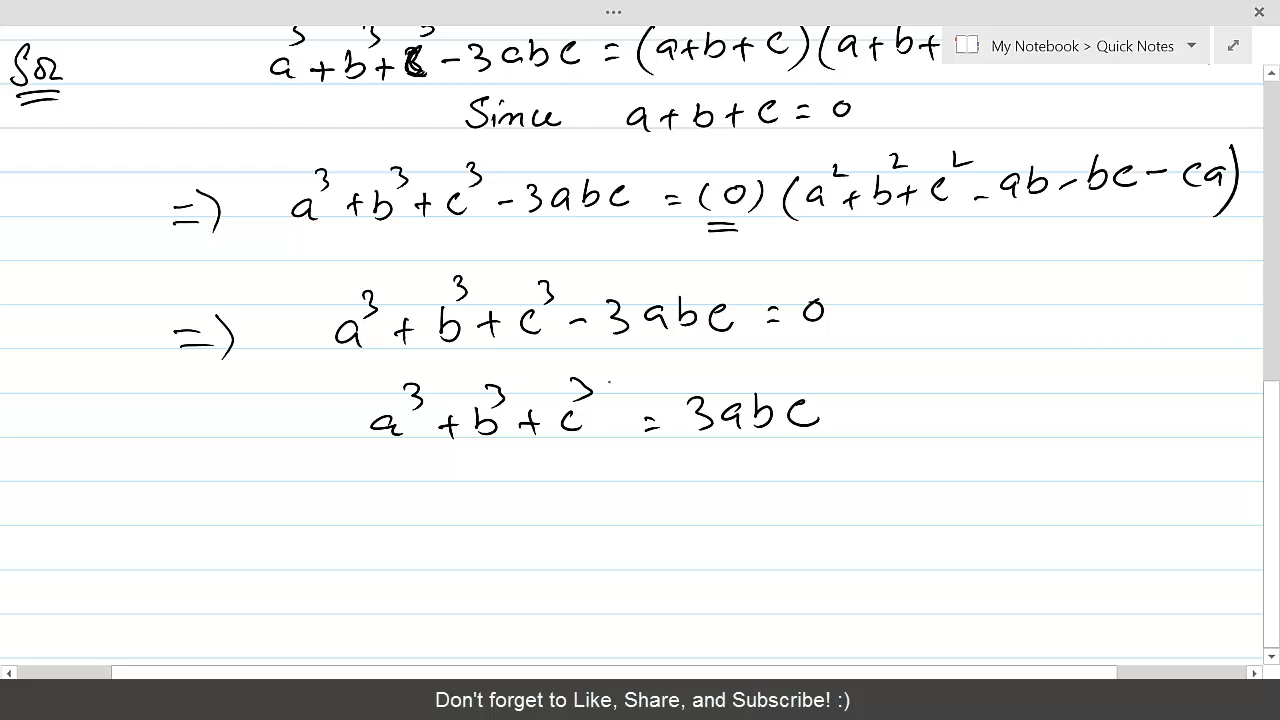 ...
My Notebook > Quick Notes
Sol a³+b³+c³-3abc=(a+b+c)(a+b+
Since a+b+c=0
=) a³+b³+c³-3abc=(0)(a²+b²+c²-ab-bc-ca)
=) a³+b³+c³-3abc=0
a³+b³+c³=3abc
Don't forget to Like, Share, and Subscribe! :)